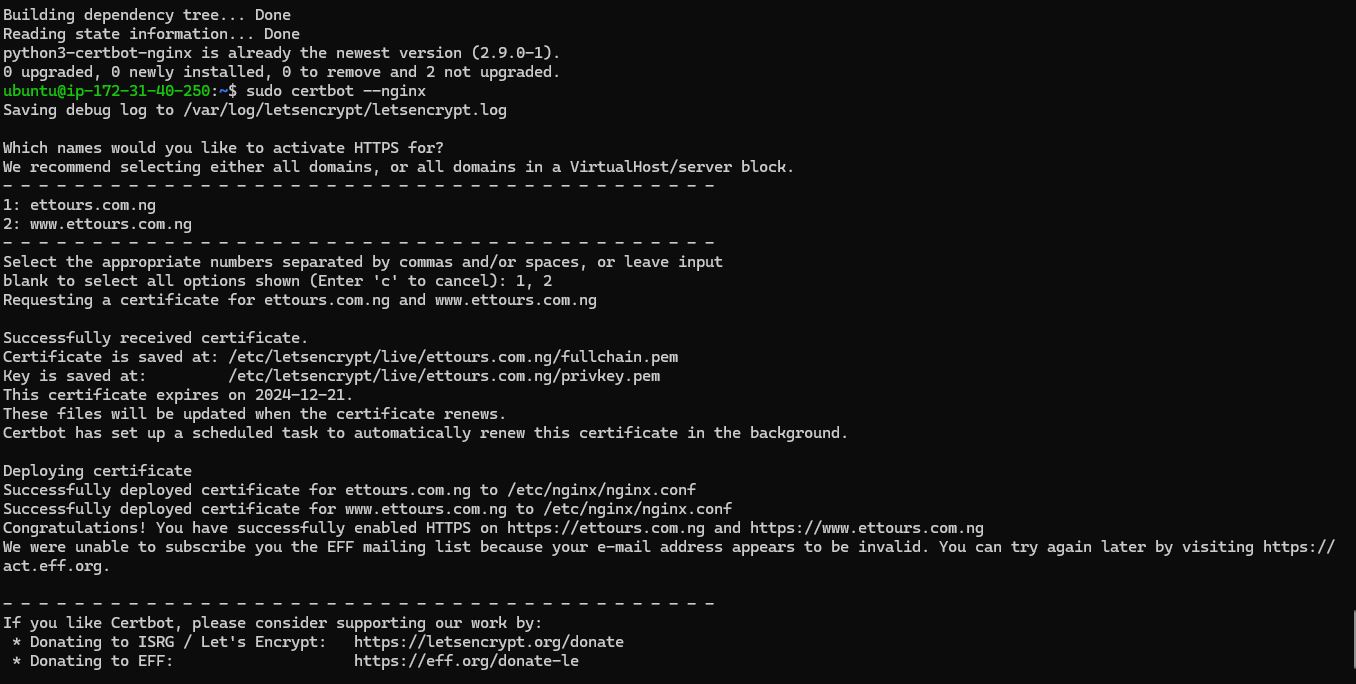 Building dependency tree... Done
Reading state information... Done
python3-certbot-nginx is already the newest version (2.9.0-1).
0 upgraded, 0 newly installed, 0 to remove and 2 not upgraded.
ubuntu@ip-172-31-40-250:~$ sudo certbot --nginx
Saving debug log to /var/log/letsencrypt/letsencrypt.log

Which names would you like to activate HTTPS for?
We recommend selecting either all domains, or all domains in a VirtualHost/server block.
- - - - - - - - - - - - - - - - - - - - - - - - - - - - - - - - - - - - - - - -
1: ettours.com.ng
2: www.ettours.com.ng
- - - - - - - - - - - - - - - - - - - - - - - - - - - - - - - - - - - - - - - -
Select the appropriate numbers separated by commas and/or spaces, or leave input
blank to select all options shown (Enter 'c' to cancel): 1, 2
Requesting a certificate for ettours.com.ng and www.ettours.com.ng

Successfully received certificate.
Certificate is saved at: /etc/letsencrypt/live/ettours.com.ng/fullchain.pem
Key is saved at:         /etc/letsencrypt/live/ettours.com.ng/privkey.pem
This certificate expires on 2024-12-21.
These files will be updated when the certificate renews.
Certbot has set up a scheduled task to automatically renew this certificate in the background.

Deploying certificate
Successfully deployed certificate for ettours.com.ng to /etc/nginx/nginx.conf
Successfully deployed certificate for www.ettours.com.ng to /etc/nginx/nginx.conf
Congratulations! You have successfully enabled HTTPS on https://ettours.com.ng and https://www.ettours.com.ng
We were unable to subscribe you the EFF mailing list because your e-mail address appears to be invalid. You can try again later by visiting https://
act.eff.org.

- - - - - - - - - - - - - - - - - - - - - - - - - - - - - - - - - - - - - - - -
If you like Certbot, please consider supporting our work by:
 * Donating to ISRG / Let's Encrypt:   https://letsencrypt.org/donate
 * Donating to EFF:                    https://eff.org/donate-le